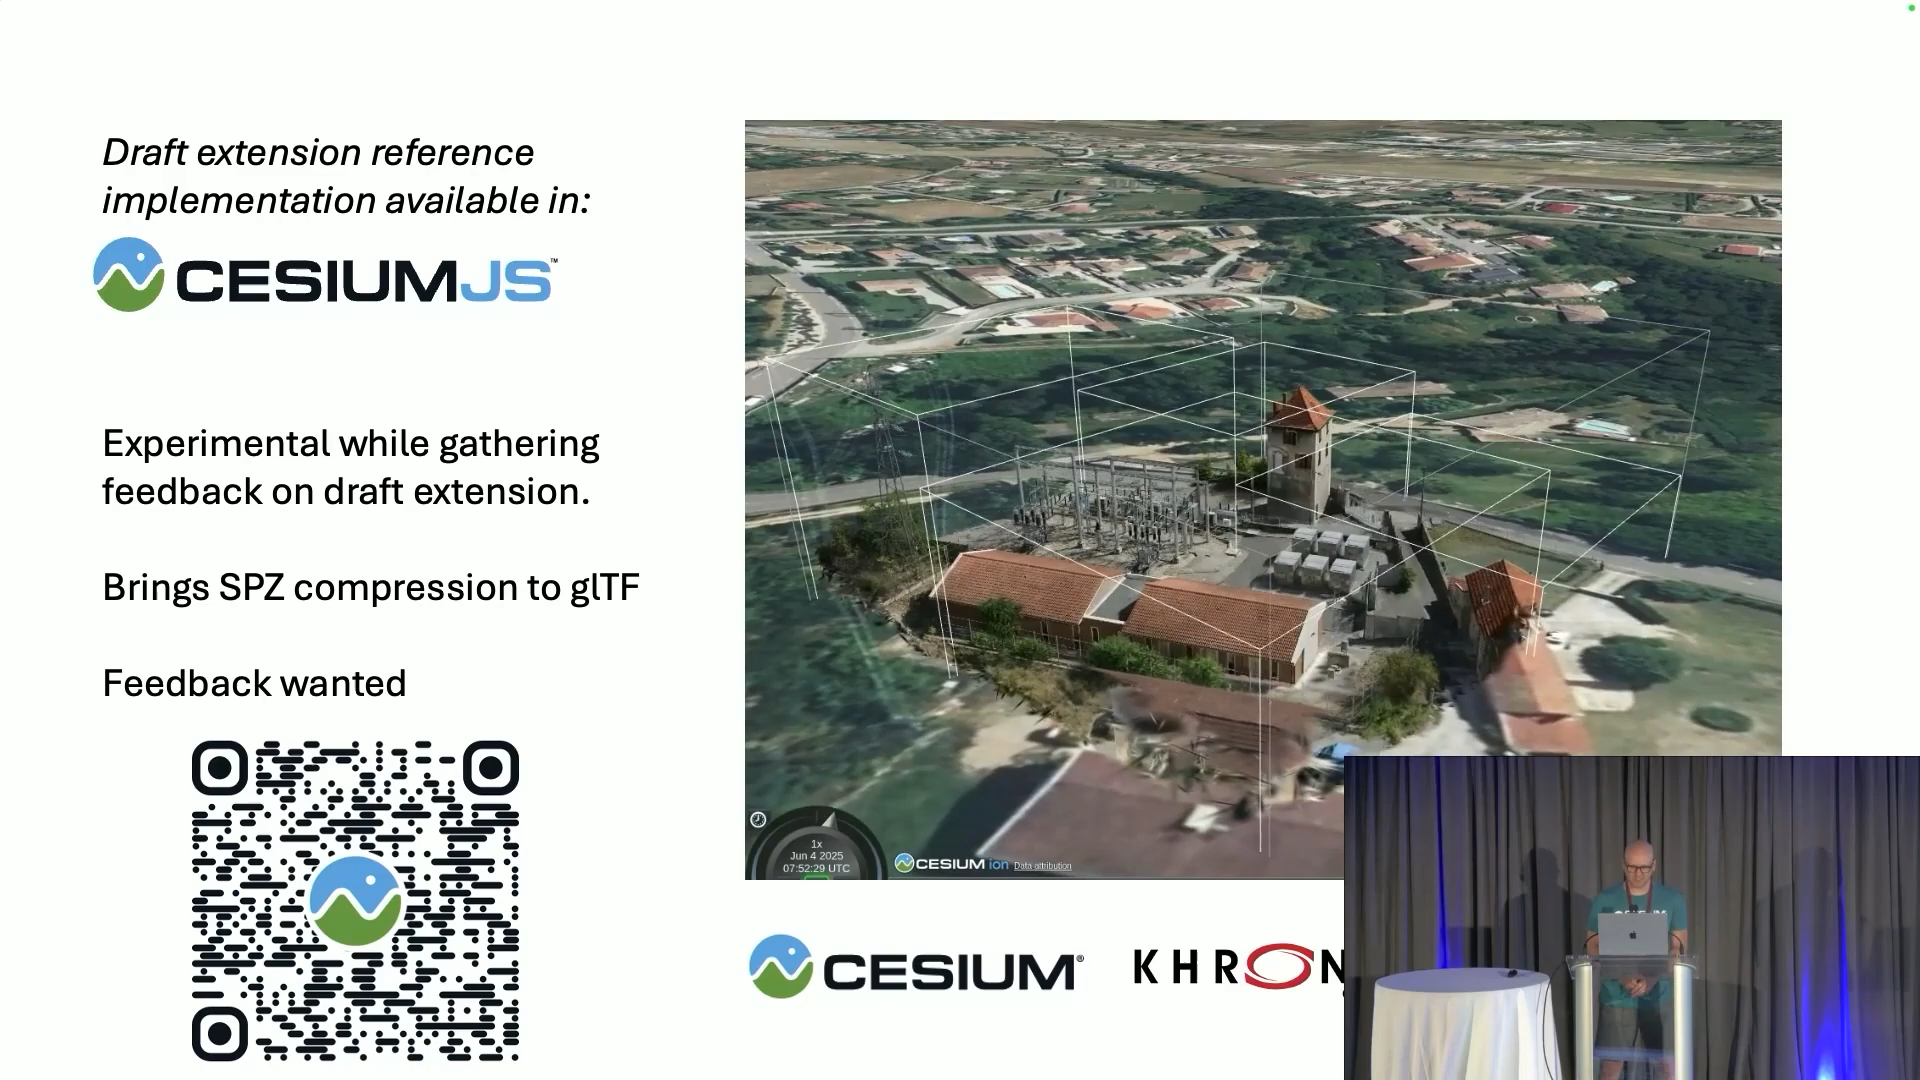 Draft extension reference
implementation available in:
CESIUMJS™
Experimental while gathering
feedback on draft extension.
Brings SPZ compression to glTF
Feedback wanted
1x
Jun 4 2025
07:52:29 UTC
CESIUM ion Data attribution
CESIUM®
KHRON